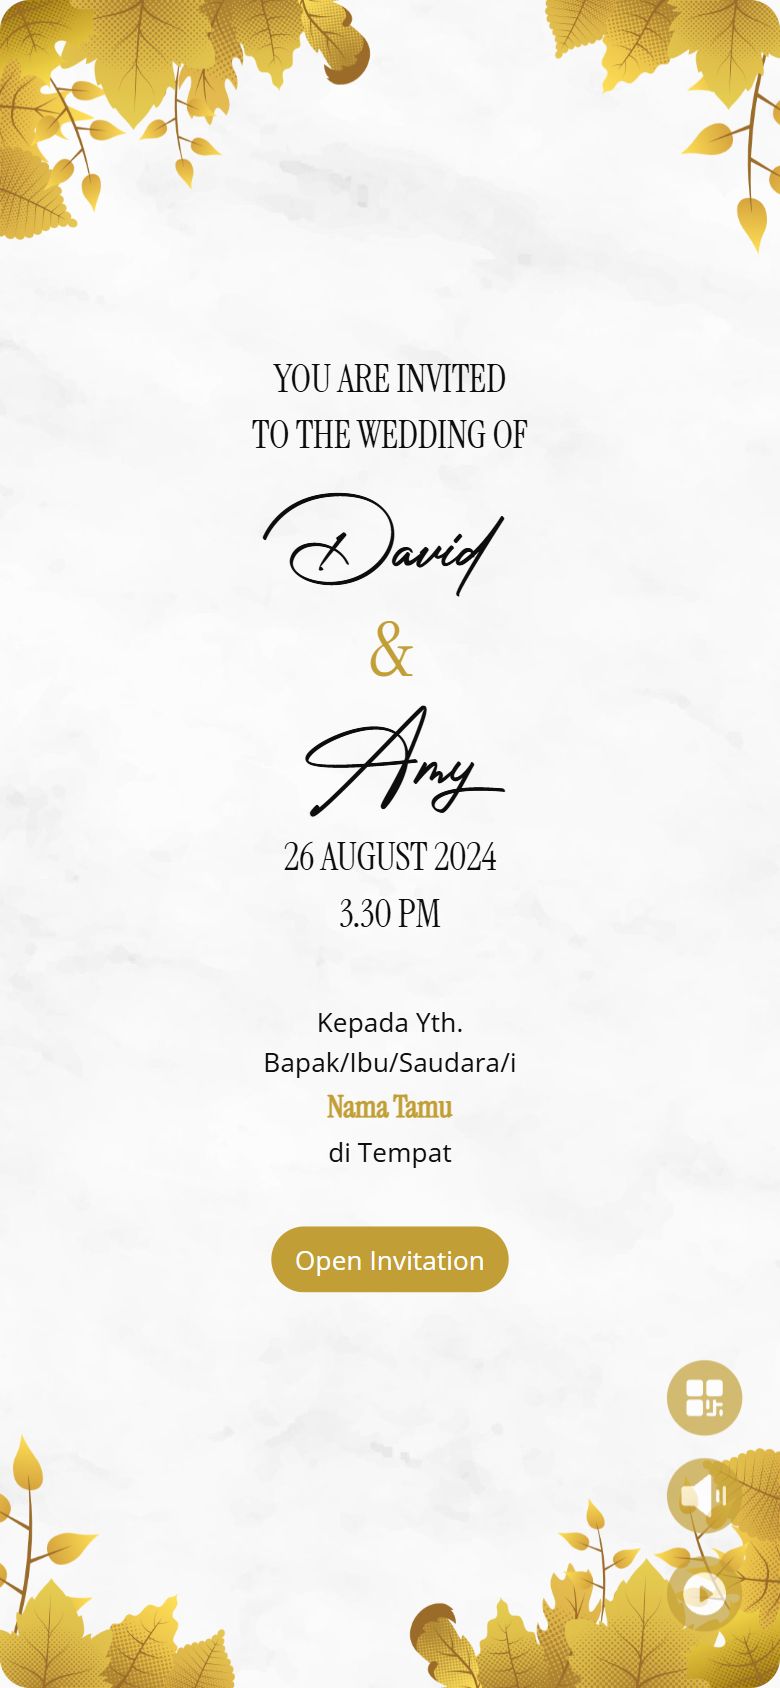 YOU ARE INVITED
TO THE WEDDING OF
David
&
Amy
26 AUGUST 2024
3.30 PM
Kepada Yth.
Bapak/Ibu/Saudara/i
Nama Tamu
di Tempat
Open Invitation